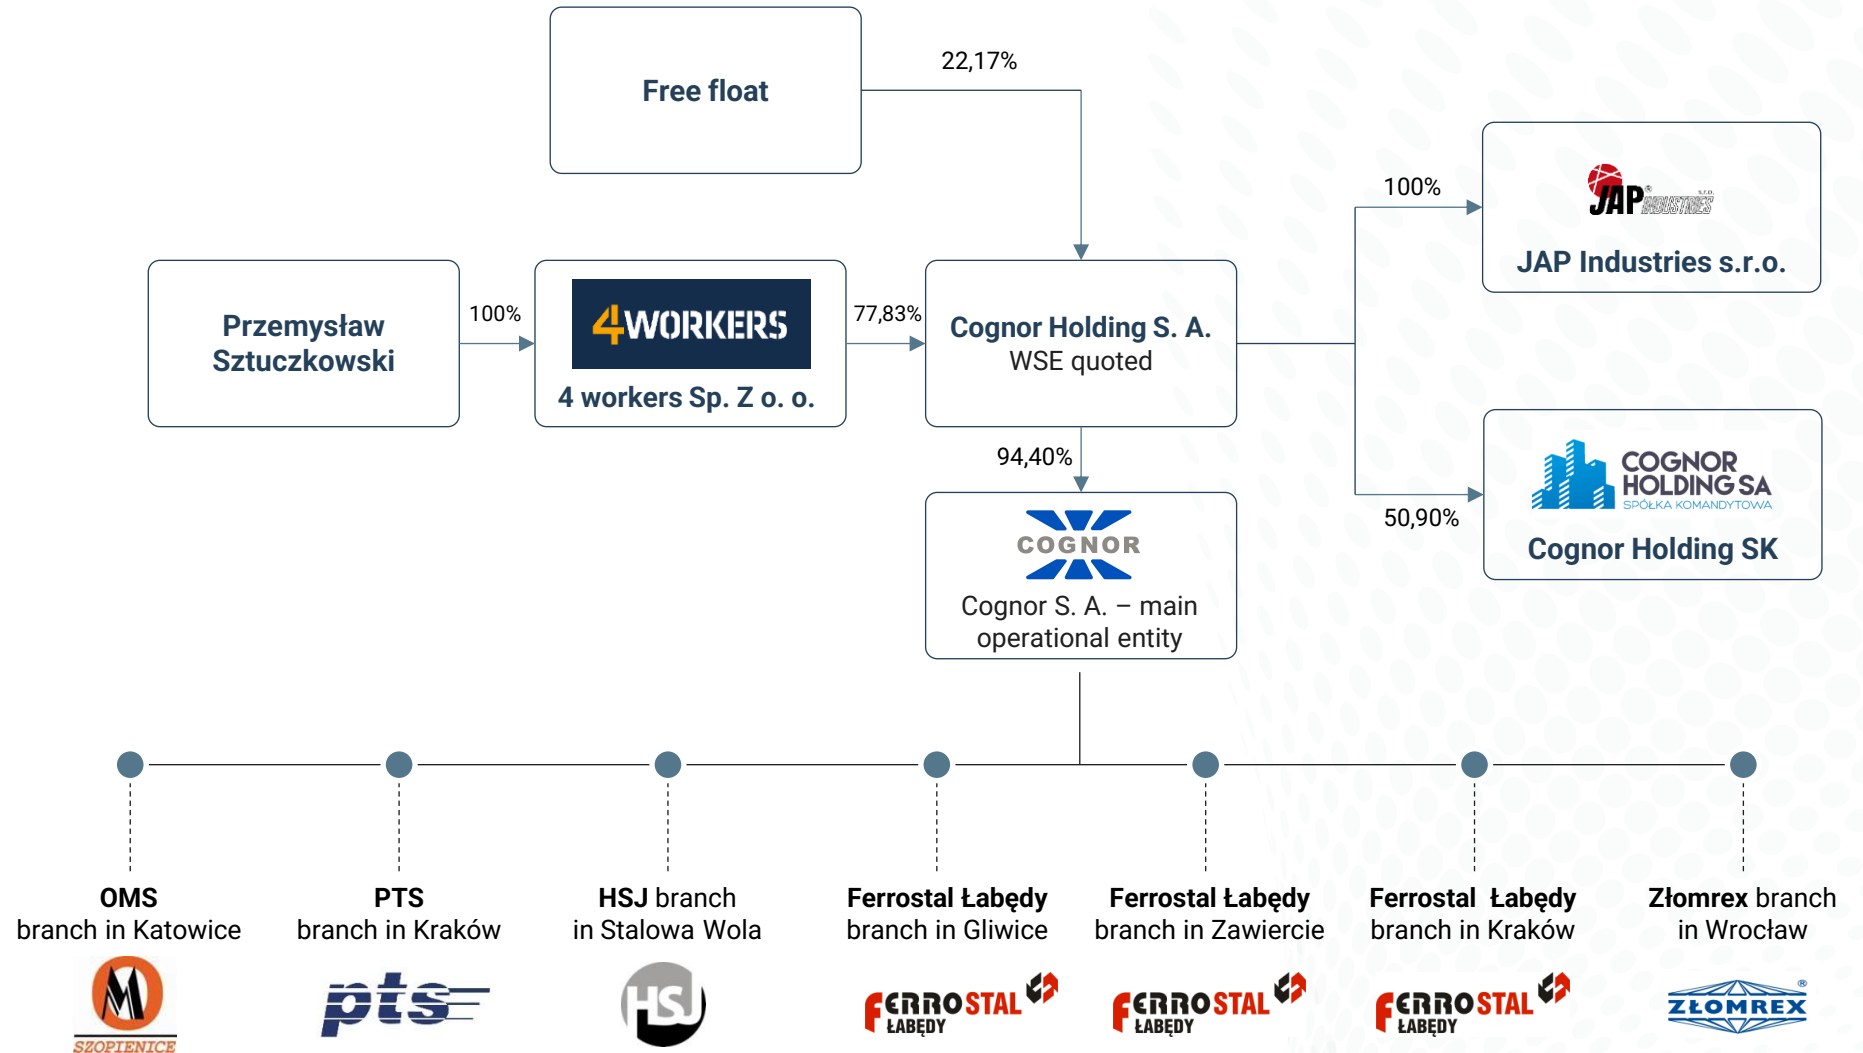 Free float
22,17%
100%
JAP® INDUSTRIES s.r.o.
JAP Industries s.r.o.
Przemysław
Sztuczkowski
100%
4WORKERS
4 workers Sp. Z o. o.
77,83%
Cognor Holding S. A.
WSE quoted
94,40%
50,90%
COGNOR
HOLDING SA
SPÓŁKA KOMANDYTOWA
Cognor Holding SK
COGNOR
Cognor S. A. – main
operational entity
OMS
branch in Katowice
SZOPIENICE
PTS
branch in Kraków
pts
HSJ branch
in Stalowa Wola
HSJ
Ferrostal Łabędy
branch in Gliwice
FERROSTAL
ŁABĘDY
Ferrostal Łabędy
branch in Zawiercie
FERROSTAL
ŁABĘDY
Ferrostal Łabędy
branch in Kraków
FERROSTAL
ŁABĘDY
Złomrex branch
in Wrocław
ZŁOMREX®